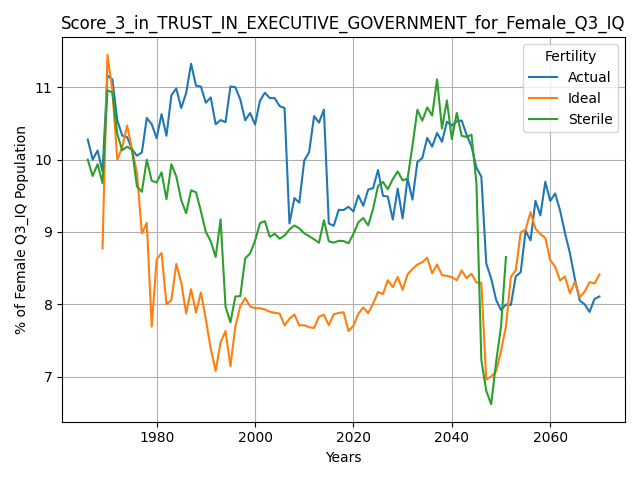 Score_3_in_TRUST_IN_EXECUTIVE_GOVERNMENT_for_Female_Q3_IQ
Fertility
Actual
Ideal
Sterile
% of Female Q3_IQ Population
11
10
9
8
7
1980
2000
2020
2040
2060
Years